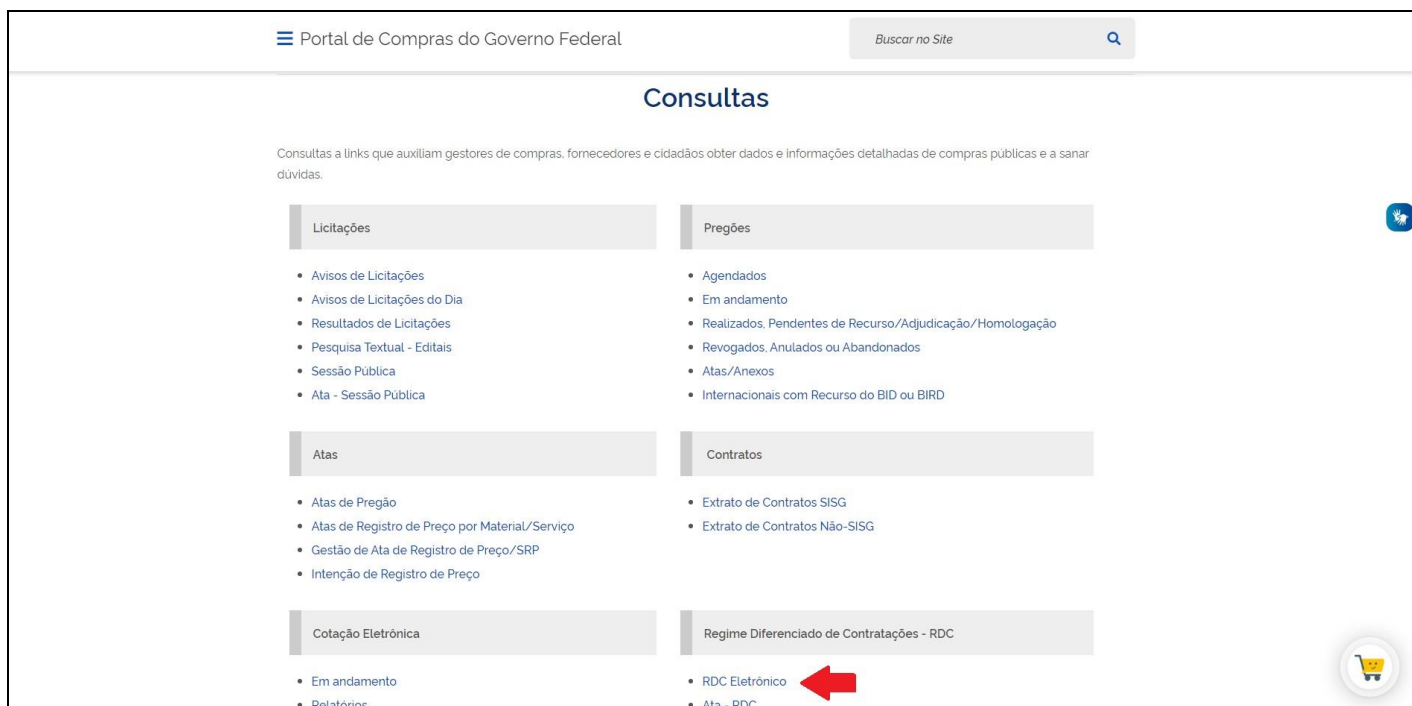 Portal de Compras do Governo Federal
Buscar no Site
Consultas
Consultas a links que auxiliam gestores de compras, fornecedores e cidadãos obter dados e informações detalhadas de compras públicas e a sanar
dúvidas.
Licitações
Avisos de Licitações
Avisos de Licitações do Dia
Resultados de Licitações
Pesquisa Textual - Editais
Sessão Pública
Ata - Sessão Pública
Pregões
Agendados
Em andamento
Realizados, Pendentes de Recurso/Adjudicação/Homologação
Revogados, Anulados ou Abandonados
Atas/Anexos
Internacionais com Recurso do BID ou BIRD
Atas
Atas de Pregão
Atas de Registro de Preço por Material/Serviço
Gestão de Ata de Registro de Preço/SRP
Intenção de Registro de Preço
Contratos
Extrato de Contratos SISG
Extrato de Contratos Não-SISG
Cotação Eletrônica
Em andamento
Relatórios
Regime Diferenciado de Contratações - RDC
RDC Eletrônico
Ata - RDC